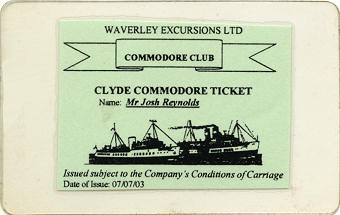 WAVERLEY EXCURSIONS LTD
COMMODORE CLUB
CLYDE COMMODORE TICKET
Name: Mr Josh Reynolds
Issued subject to the Company's Conditions of Carriage
Date of Issue: 07/07/03